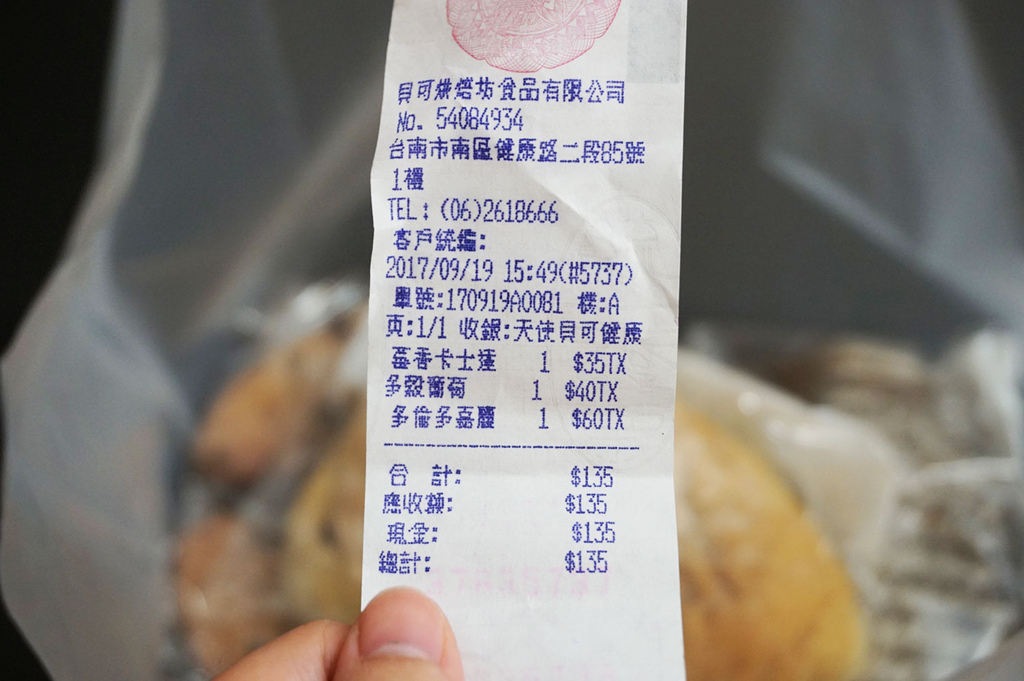 貝可烘焙坊食品有限公司
No. 54084934
台南市南區健康路二段85號
1樓
TEL:(06)2618666
客戶統編:
2017/09/19 15:49(#5737)
單號:170919A0081 機:A
頁:1/1 收銀:天使貝可健康
蔓香卡士達 1 $35TX
多穀葡萄 1 $40TX
多倫多嘉麗 1 $60TX
合 計: $135
應收額: $135
現金: $135
總計: $135